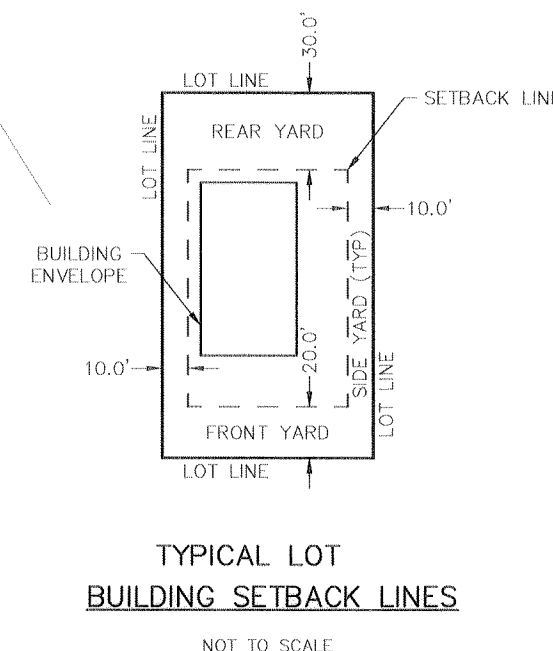 30.0'
LOT LINE
SETBACK LINE
REAR YARD
LOT LINE
10.0'
BUILDING
ENVELOPE
SIDE YARD (TYP)
20.0'
10.0'
LOT LINE
FRONT YARD
LOT LINE
TYPICAL LOT
BUILDING SETBACK LINES
NOT TO SCALE